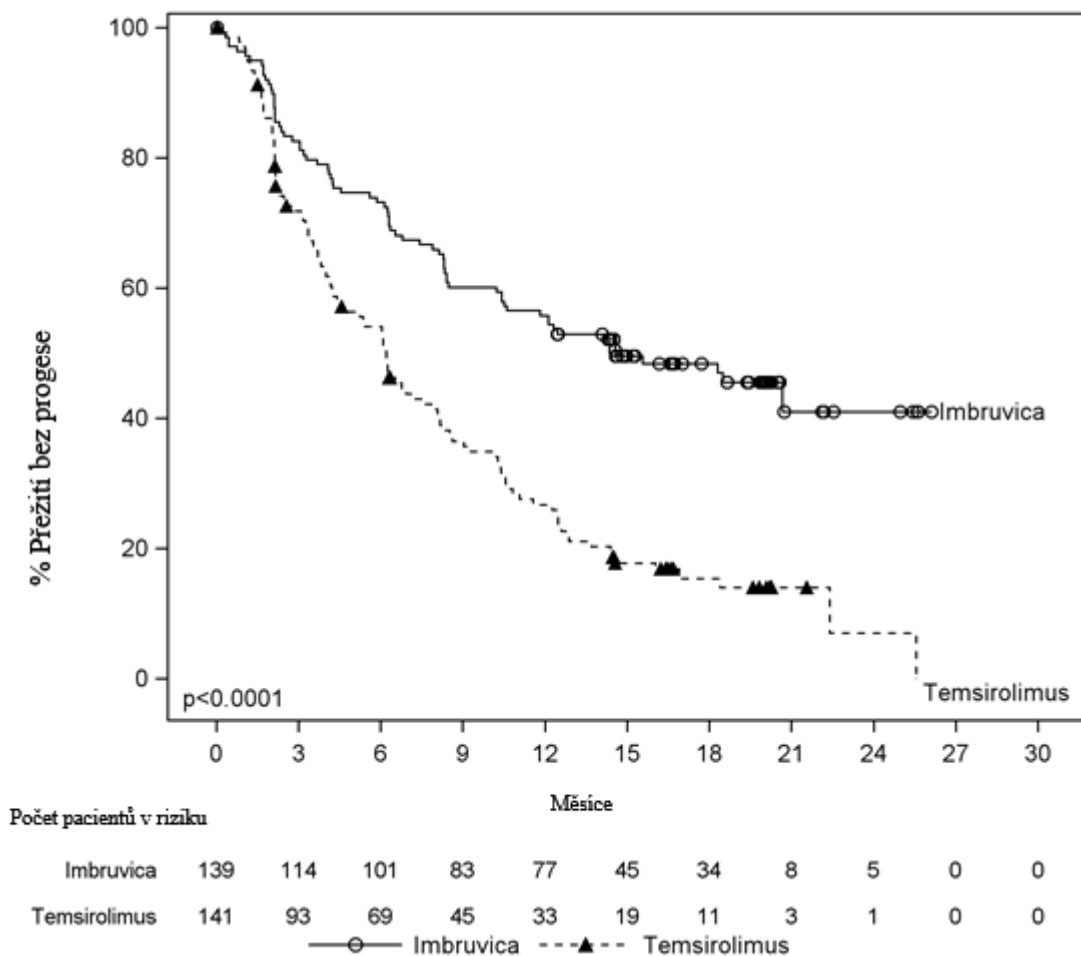 % Přežití bez progese
100
80
60
40
20
0
Imbruvica
Temsirolimus
p<0.0001
0 3 6 9 12 15 18 21 24 27 30
Měsíce
Počet pacientů v riziku
Imbruvica 139 114 101 83 77 45 34 8 5 0 0
Temsirolimus 141 93 69 45 33 19 11 3 1 0 0
Imbruvica Temsirolimus